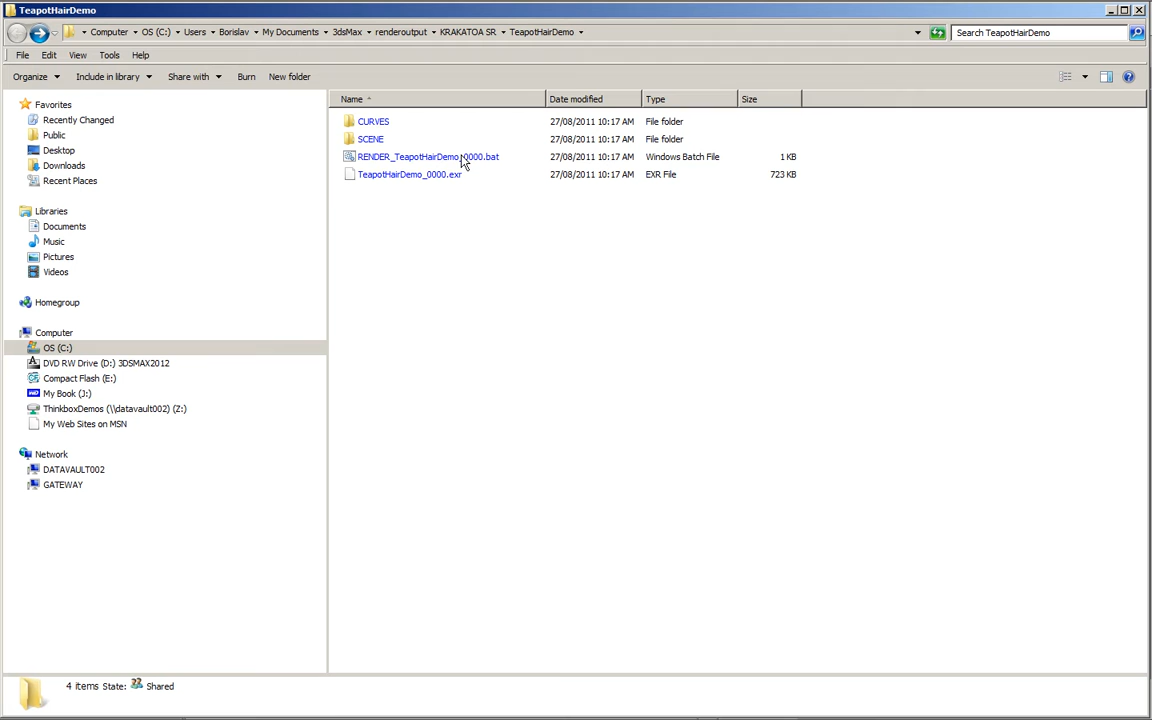 TeapotHairDemo
Computer OS (C:) Users Borislav My Documents 3dsMax renderoutput KRAKATOA SR TeapotHairDemo Search TeapotHairDemo
File Edit View Tools Help
Organize Include in library Share with Burn New folder
Favorites
Recently Changed
Public
Desktop
Downloads
Recent Places
Libraries
Documents
Music
Pictures
Videos
Homegroup
Computer
OS (C:)
DVD RW Drive (D:) 3DSMAX2012
Compact Flash (E:)
My Book (J:)
ThinkboxDemos (\\datavault002) (Z:)
My Web Sites on MSN
Network
DATAVAULT002
GATEWAY
Name Date modified Type Size
CURVES 27/08/2011 10:17 AM File folder
SCENE 27/08/2011 10:17 AM File folder
RENDER_TeapotHairDemo_0000.bat 27/08/2011 10:17 AM Windows Batch File 1 KB
TeapotHairDemo_0000.exr 27/08/2011 10:17 AM EXR File 723 KB
4 items State: Shared